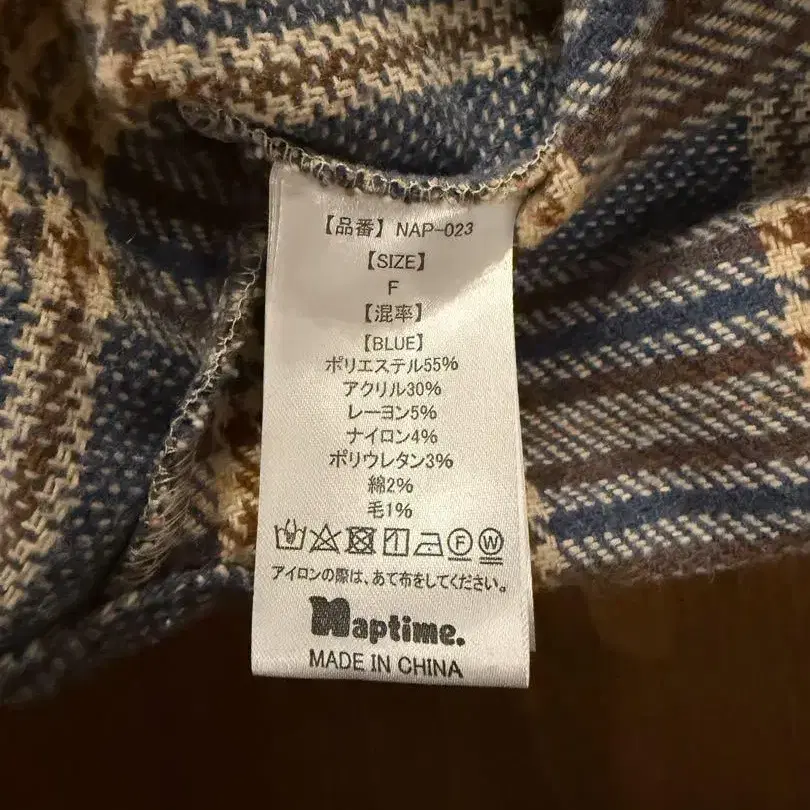 【品番】NAP-023
【SIZE】
F
【混率】
【BLUE】
ポリエステル55%
アクリル30%
レーヨン5%
ナイロン4%
ポリウレタン3%
綿2%
毛1%
F W
アイロンの際は、あて布をしてください。
Naptime.
MADE IN CHINA